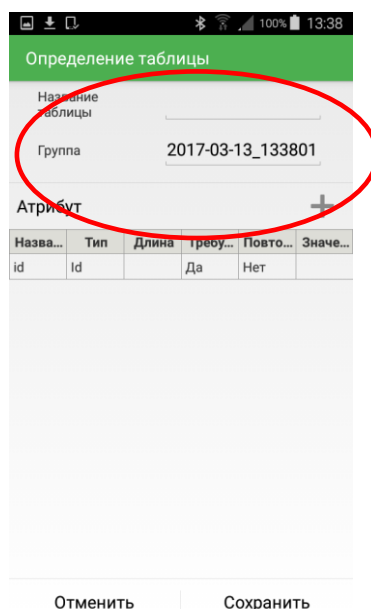 100% 13:38
Определение таблицы
Название
таблицы
Группа 2017-03-13_133801
Атрибут
Назва... Тип Длина Требу... Повто... Значе...
id Id Да Нет
Отменить Сохранить